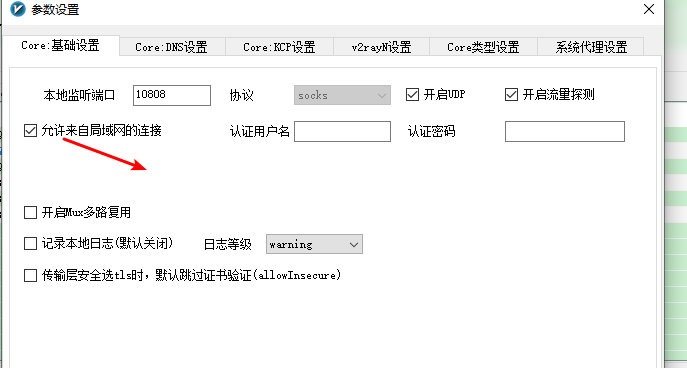 参数设置
Core:基础设置 Core:DNS设置 Core:KCP设置 v2rayN设置 Core类型设置 系统代理设置
本地监听端口 10808 协议 socks 开启UDP 开启流量探测
允许来自局域网的连接 认证用户名 认证密码
开启Mux多路复用
记录本地日志(默认关闭) 日志等级 warning
传输层安全选tls时，默认跳过证书验证(allowInsecure)